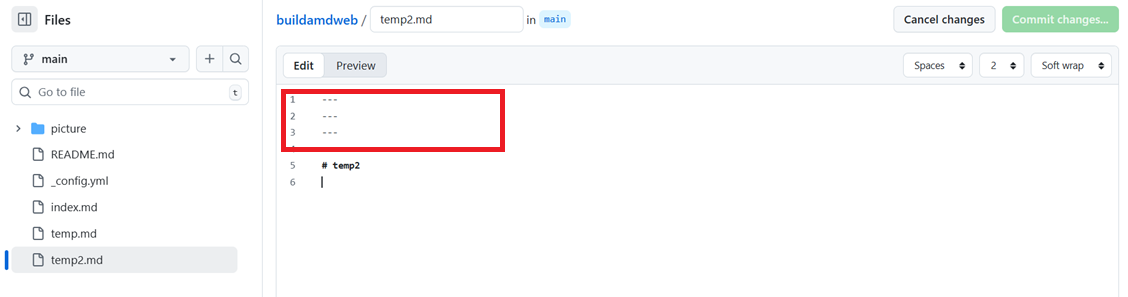 Files
main
Go to file
t
picture
README.md
_config.yml
index.md
temp.md
temp2.md
buildamdweb / temp2.md in main
Cancel changes
Commit changes...
Edit
Preview
Spaces
2
Soft wrap
1 ---
2 ---
3 ---
5 # temp2
6